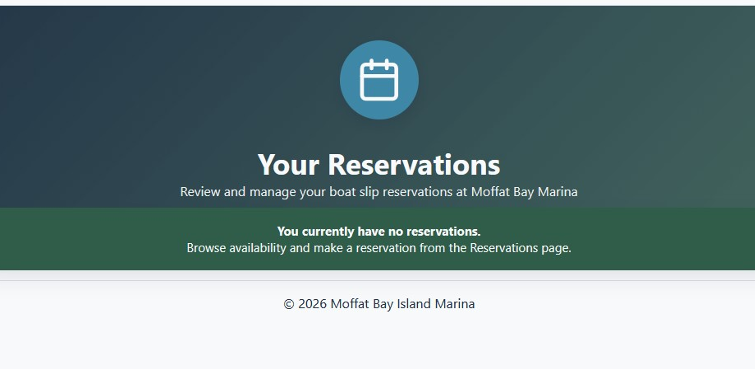 Your Reservations
Review and manage your boat slip reservations at Moffat Bay Marina
You currently have no reservations.
Browse availability and make a reservation from the Reservations page.
© 2026 Moffat Bay Island Marina